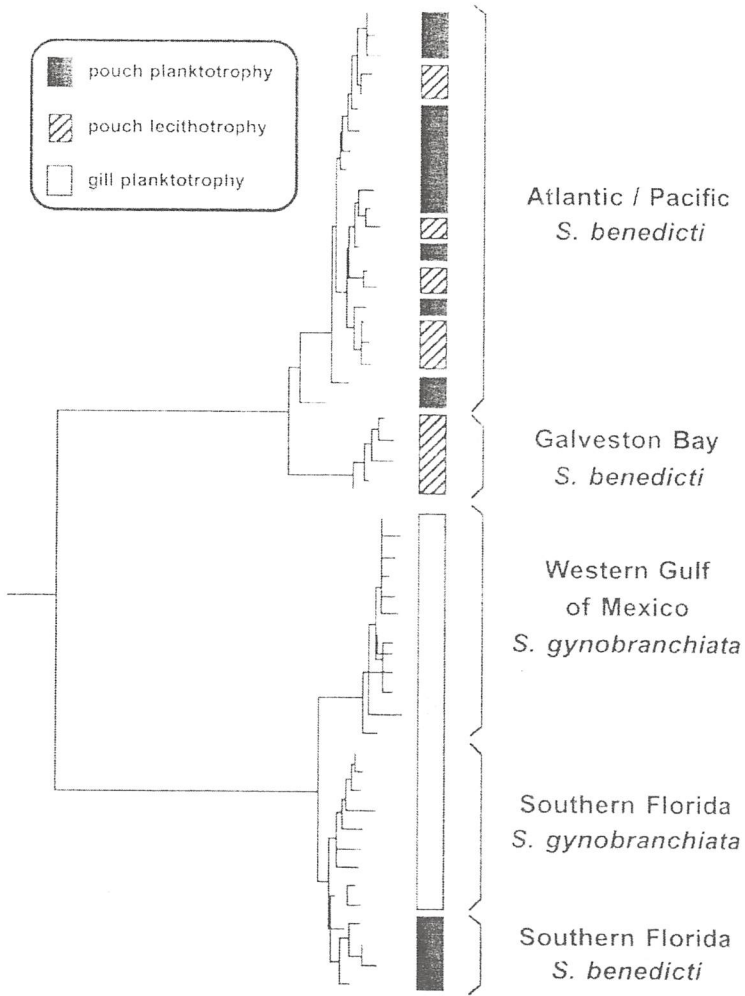 pouch planktotrophy
pouch lecithotrophy
gill planktotrophy
Atlantic / Pacific
S. benedicti
Galveston Bay
S. benedicti
Western Gulf
of Mexico
S. gynobranchiata
Southern Florida
S. gynobranchiata
Southern Florida
S. benedicti